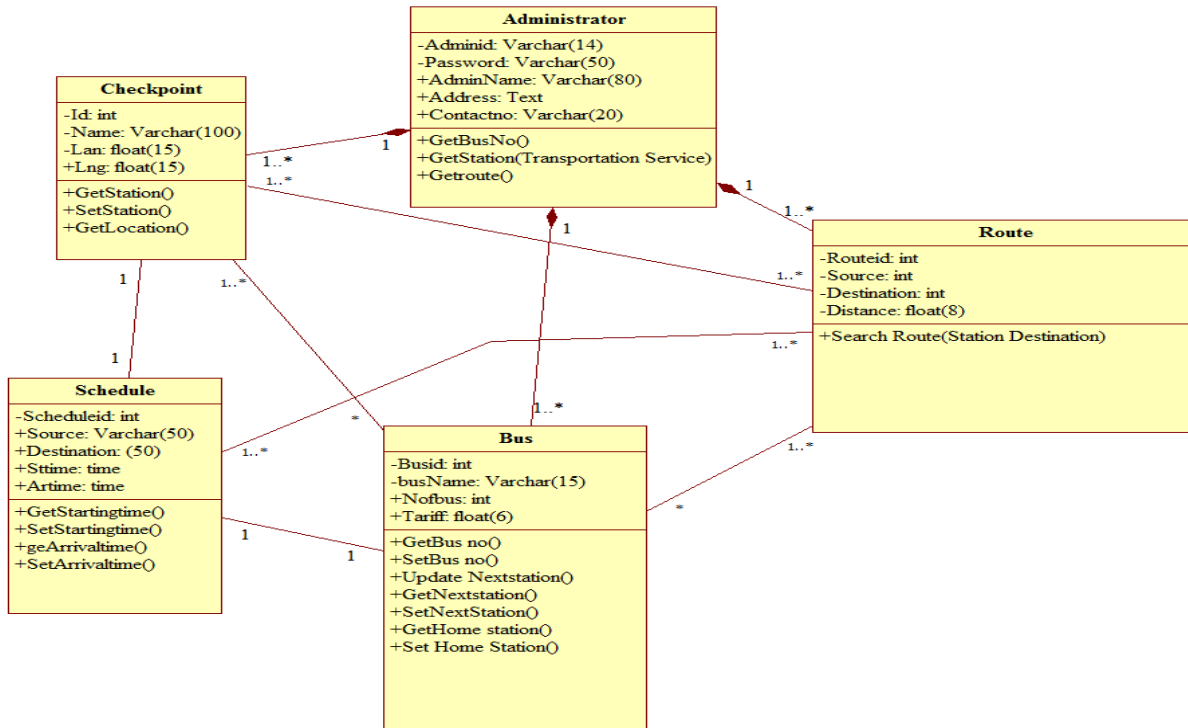 Administrator
-Adminid: Varchar(14)
-Password: Varchar(50)
+AdminName: Varchar(80)
+Address: Text
+Contactno: Varchar(20)
+GetBusNo()
+GetStation(Transportation Service)
+Getroute()
Checkpoint
-Id: int
-Name: Varchar(100)
-Lan: float(15)
+Lng: float(15)
+GetStation()
+SetStation()
+GetLocation()
1
1..*
1..*
1
1..*
1
1..*
Route
-Routeid: int
-Source: int
-Destination: int
-Distance: float(8)
+Search Route(Station Destination)
1
1..*
1..*
1..*
1
*
1..*
1..*
1..*
*
Schedule
-Scheduleid: int
+Source: Varchar(50)
+Destination: (50)
+Sttime: time
+Artime: time
+GetStartingtime()
+SetStartingtime()
+geArrivaltime()
+SetArrivaltime()
1
1
Bus
-Busid: int
-busName: Varchar(15)
+Nofbus: int
+Tariff: float(6)
+GetBus no()
+SetBus no()
+Update Nextstation()
+GetNextstation()
+SetNextStation()
+GetHome station()
+Set Home Station()